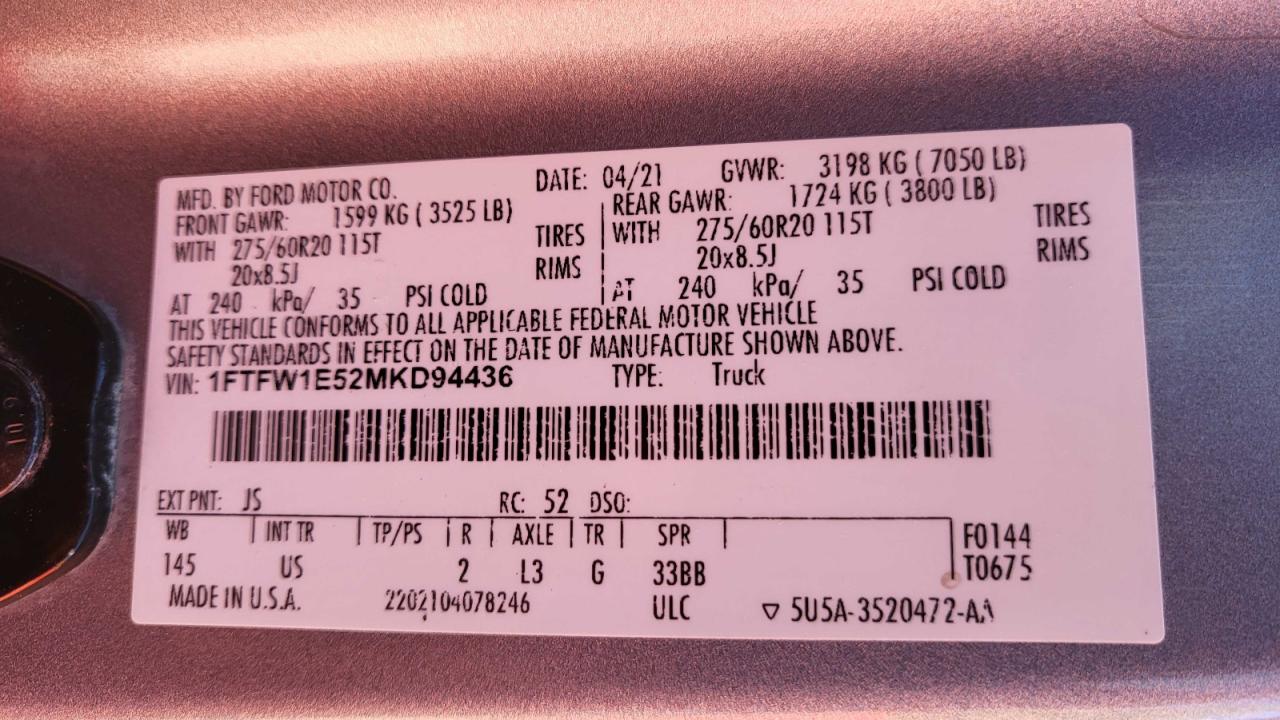 MFD. BY FORD MOTOR CO. DATE: 04/21 GVWR: 3198 KG ( 7050 LB)
FRONT GAWR: 1599 KG ( 3525 LB) REAR GAWR: 1724 KG ( 3800 LB)
WITH 275/60R20 115T TIRES WITH 275/60R20 115T TIRES
20x8.5J RIMS 20x8.5J RIMS
AT 240 kPa/ 35 PSI COLD AT 240 kPa/ 35 PSI COLD
THIS VEHICLE CONFORMS TO ALL APPLICABLE FEDERAL MOTOR VEHICLE
SAFETY STANDARDS IN EFFECT ON THE DATE OF MANUFACTURE SHOWN ABOVE.
VIN: 1FTFW1E52MKD94436 TYPE: Truck
EXT PNT: JS RC: 52 DSO:
WB INT TR TP/PS R AXLE TR SPR F0144
145 US 2 L3 G 33BB T0675
MADE IN U.S.A. 2202104078246 ULC ▽ 5U5A-3520472-AA
10.9